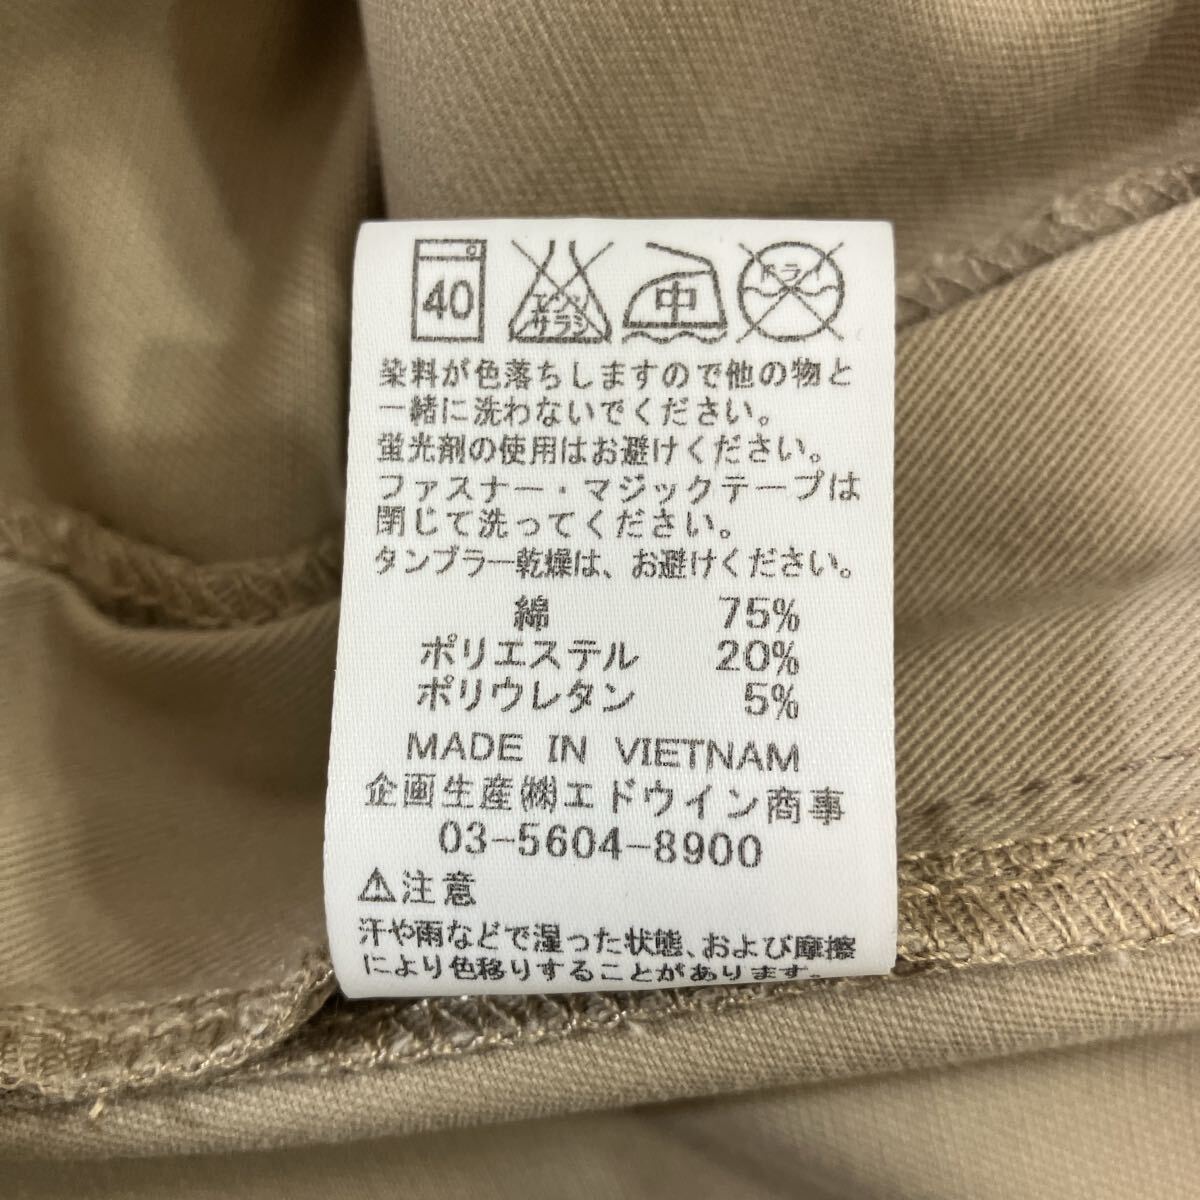 40
エンソ
サラシ
中
ドライ
染料が色落ちしますので他の物と
一緒に洗わないでください。
蛍光剤の使用はお避けください。
ファスナー・マジックテープは
閉じて洗ってください。
タンブラー乾燥は、お避けください。
綿 75%
ポリエステル 20%
ポリウレタン 5%
MADE IN VIETNAM
企画生産㈱エドウイン商事
03-5604-8900
⚠注意
汗や雨などで湿った状態、および摩擦
により色移りすることがあります。